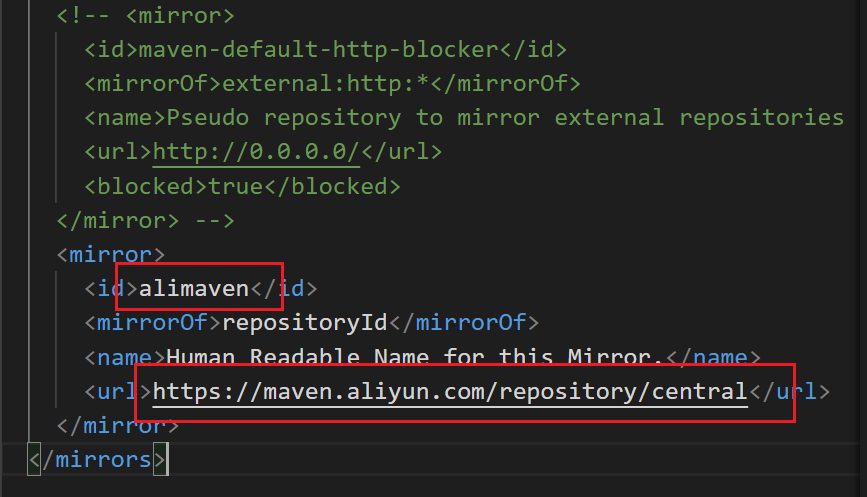 <!-- <mirror>
<id>maven-default-http-blocker</id>
<mirrorOf>external:http:*</mirrorOf>
<name>Pseudo repository to mirror external repositories
<url>http://0.0.0.0/</url>
<blocked>true</blocked>
</mirror> -->
<mirror>
<id>alimaven</id>
<mirrorOf>repositoryId</mirrorOf>
<name>Human Readable Name for this Mirror.</name>
<url>https://maven.aliyun.com/repository/central</url>
</mirror>
</mirrors>